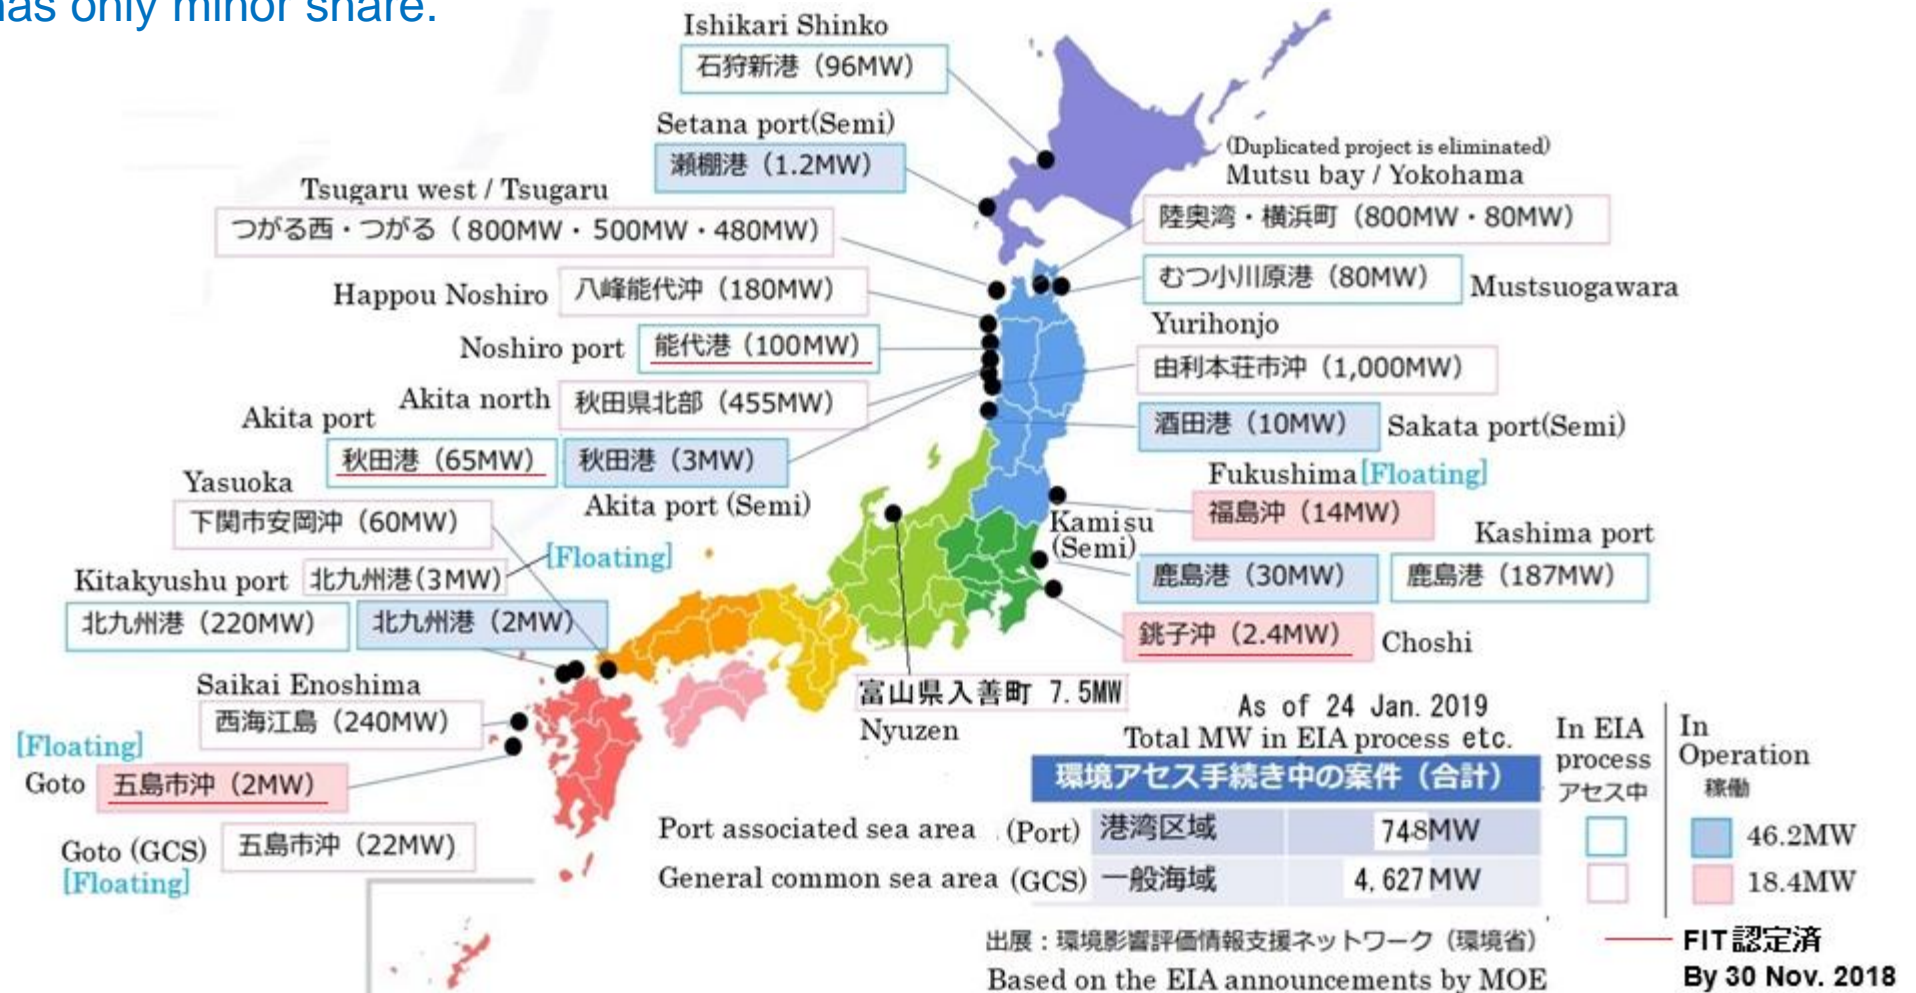 has only minor share.
Ishikari Shinko
石狩新港（96MW）
Setana port(Semi)
瀬棚港（1.2MW）
(Duplicated project is eliminated)
Mutsu bay / Yokohama
陸奥湾・横浜町（800MW・80MW）
Tsugaru west / Tsugaru
つがる西・つがる（800MW・500MW・480MW）
むつ小川原港（80MW）
Mustsuogawara
Happou Noshiro
八峰能代沖（180MW）
Yurihonjo
由利本荘市沖（1,000MW）
Noshiro port
能代港（100MW）
Akita north
秋田県北部（455MW）
酒田港（10MW）
Sakata port(Semi)
Akita port
秋田港（65MW）
秋田港（3MW）
Akita port (Semi)
Fukushima[Floating]
福島沖（14MW）
Yasuoka
下関市安岡沖（60MW）
Kamisu
(Semi)
Kashima port
鹿島港（30MW）
鹿島港（187MW）
[Floating]
Kitakyushu port
北九州港(3MW)
北九州港（220MW）
北九州港（2MW）
銚子沖（2.4MW）
Choshi
Saikai Enoshima
西海江島（240MW）
富山県入善町 7.5MW
Nyuzen
[Floating]
Goto
五島市沖（2MW）
Goto (GCS)
[Floating]
五島市沖（22MW）
As of 24 Jan. 2019
Total MW in EIA process etc.
環境アセス手続き中の案件（合計）
Port associated sea area (Port) 港湾区域 748MW
General common sea area (GCS) 一般海域 4,627MW
In EIA
process
アセス中
In
Operation
稼働
46.2MW
18.4MW
出展：環境影響評価情報支援ネットワーク（環境省）
Based on the EIA announcements by MOE
FIT認定済
By 30 Nov. 2018